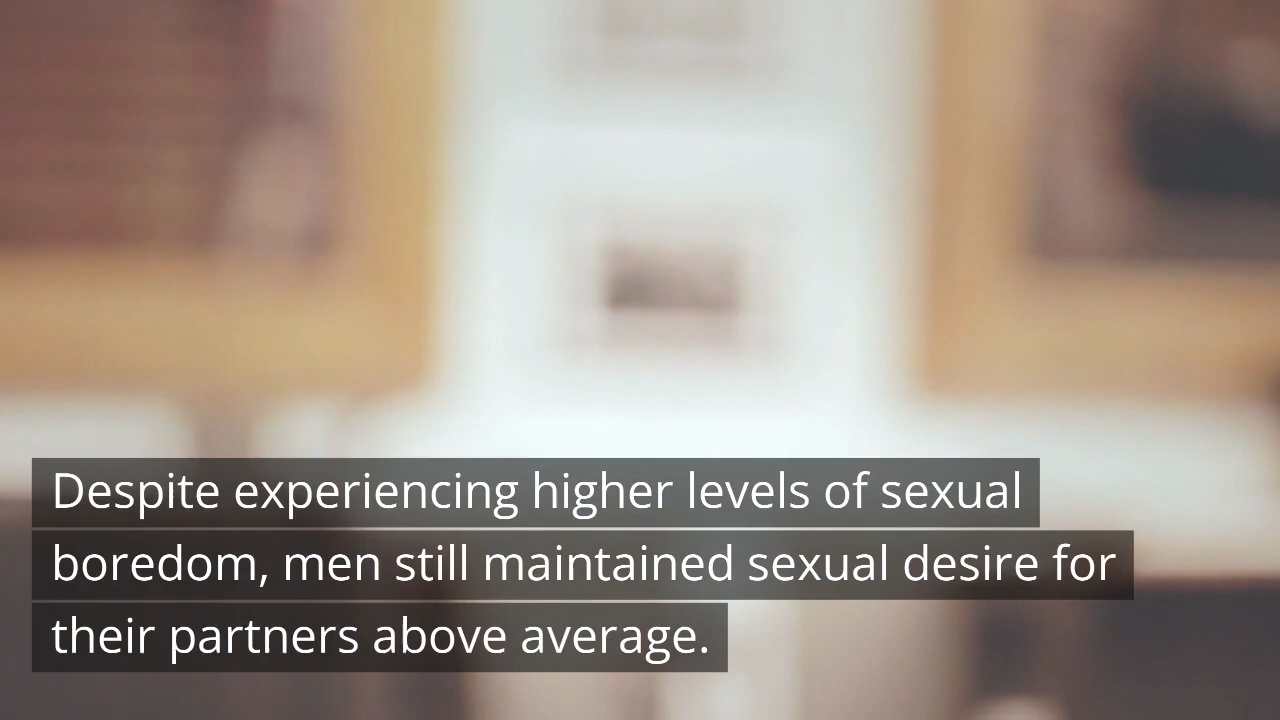 Despite experiencing higher levels of sexual
boredom, men still maintained sexual desire for
their partners above average.